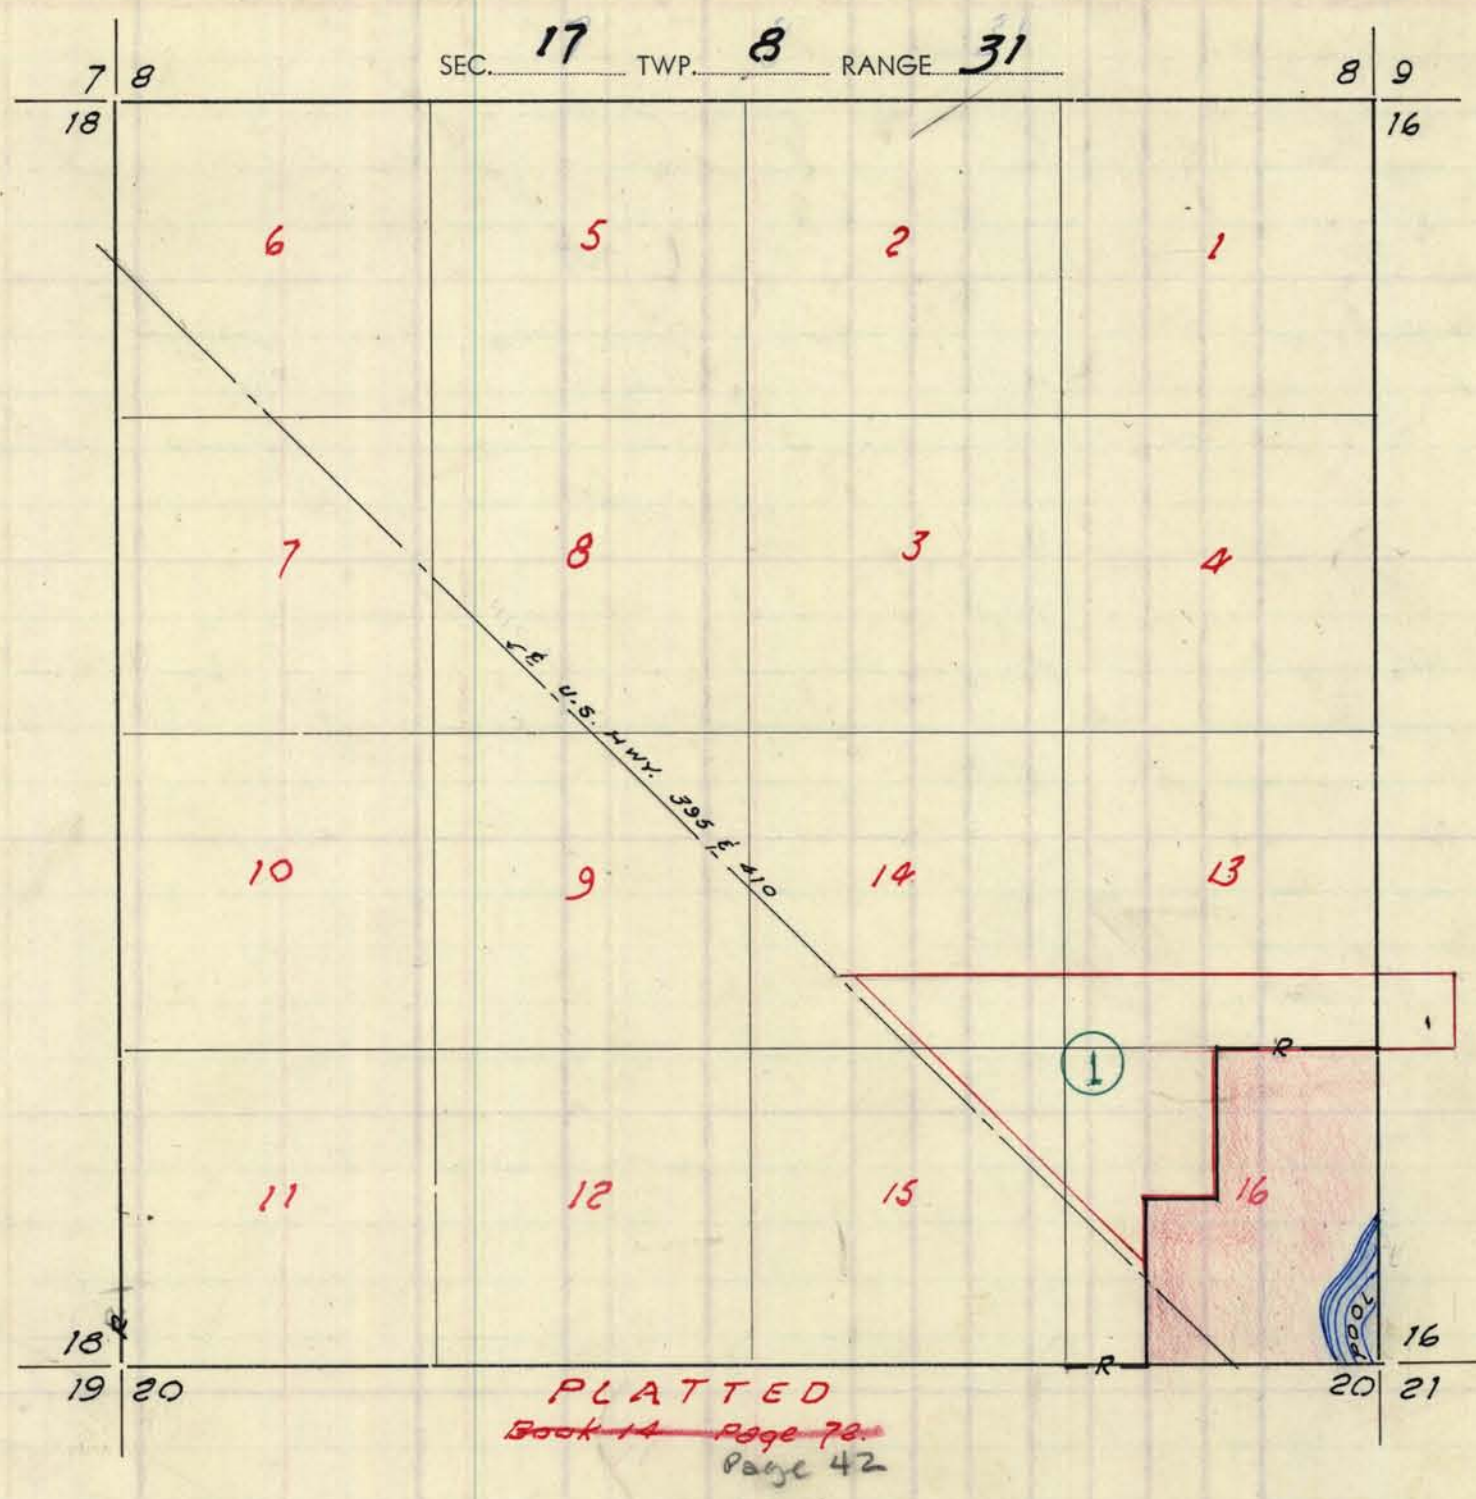 SEC. 17 TWP. 8 RANGE 31
7 8 8 9
18 16
6 5 2 1
7 8 3 4
U.S. HWY. 395 & 410
10 9 14 13
1
R
11 12 15 16
POOL
R
18 16
R
19 20 20 21
PLATTED
Book 14 Page 72.
Page 42